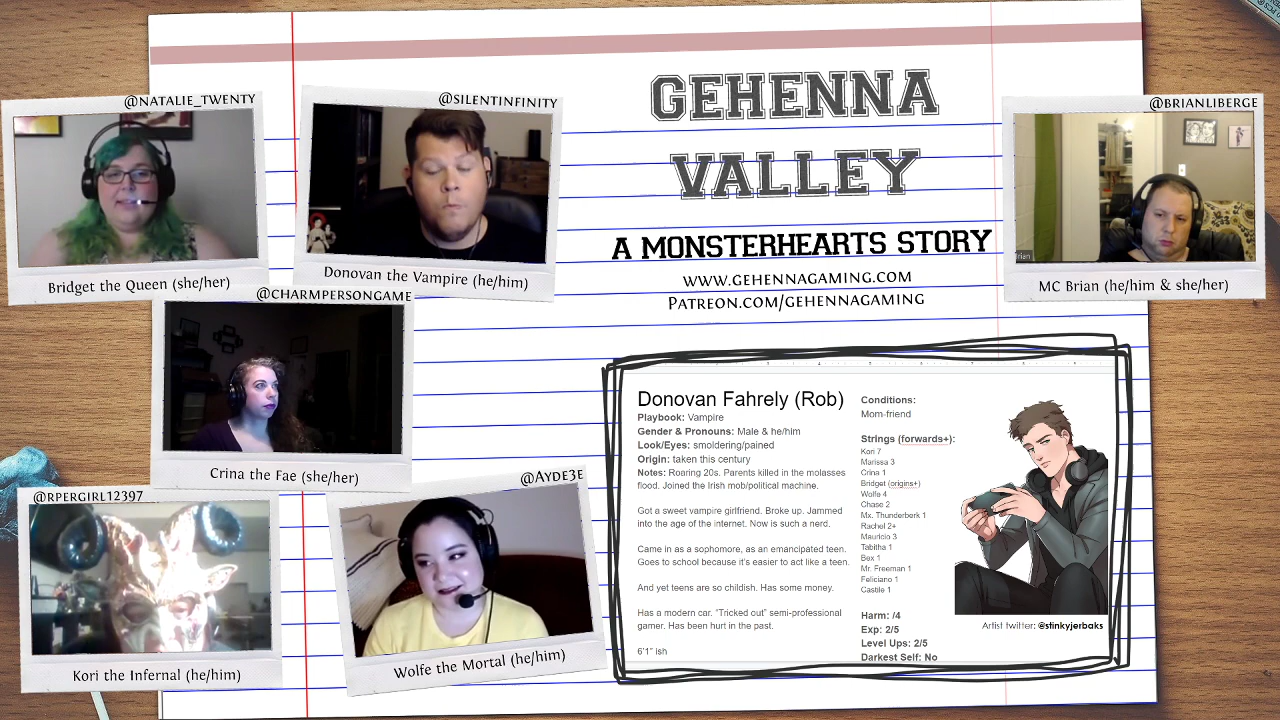 @NATALIE_TWENTY
Bridget the Queen (she/her)
@SILENTINFINITY
Donovan the Vampire (he/him)
GEHENNA
VALLEY
A MONSTERHEARTS STORY
WWW.GEHENNAGAMING.COM
PATREON.COM/GEHENNAGAMING
@BRIANLIBERGE
Brian
MC Brian (he/him & she/her)
@CHARMPERSONGAME
Crina the Fae (she/her)
@RPERGIRL12397
Kori the Infernal (he/him)
@AYDE3E
Wolfe the Mortal (he/him)
Donovan Fahrely (Rob)
Playbook: Vampire
Gender & Pronouns: Male & he/him
Look/Eyes: smoldering/pained
Origin: taken this century
Notes: Roaring 20s. Parents killed in the molasses
flood. Joined the Irish mob/political machine.
Got a sweet vampire girlfriend. Broke up. Jammed
into the age of the internet. Now is such a nerd.
Came in as a sophomore, as an emancipated teen.
Goes to school because it's easier to act like a teen.
And yet teens are so childish. Has some money.
Has a modern car. "Tricked out" semi-professional
gamer. Has been hurt in the past.
6'1" ish
Conditions:
Mom-friend
Strings (forwards+):
Kori 7
Marissa 3
Crina 1
Bridget (origins+)
Wolfe 4
Chase 2
Mx. Thunderberk 1
Rachel 2+
Mauricio 3
Tabitha 1
Bex 1
Mr. Freeman 1
Feliciano 1
Castile 1
Harm: /4
Exp: 2/5
Level Ups: 2/5
Darkest Self: No
Artist twitter: @stinkyjerbaks